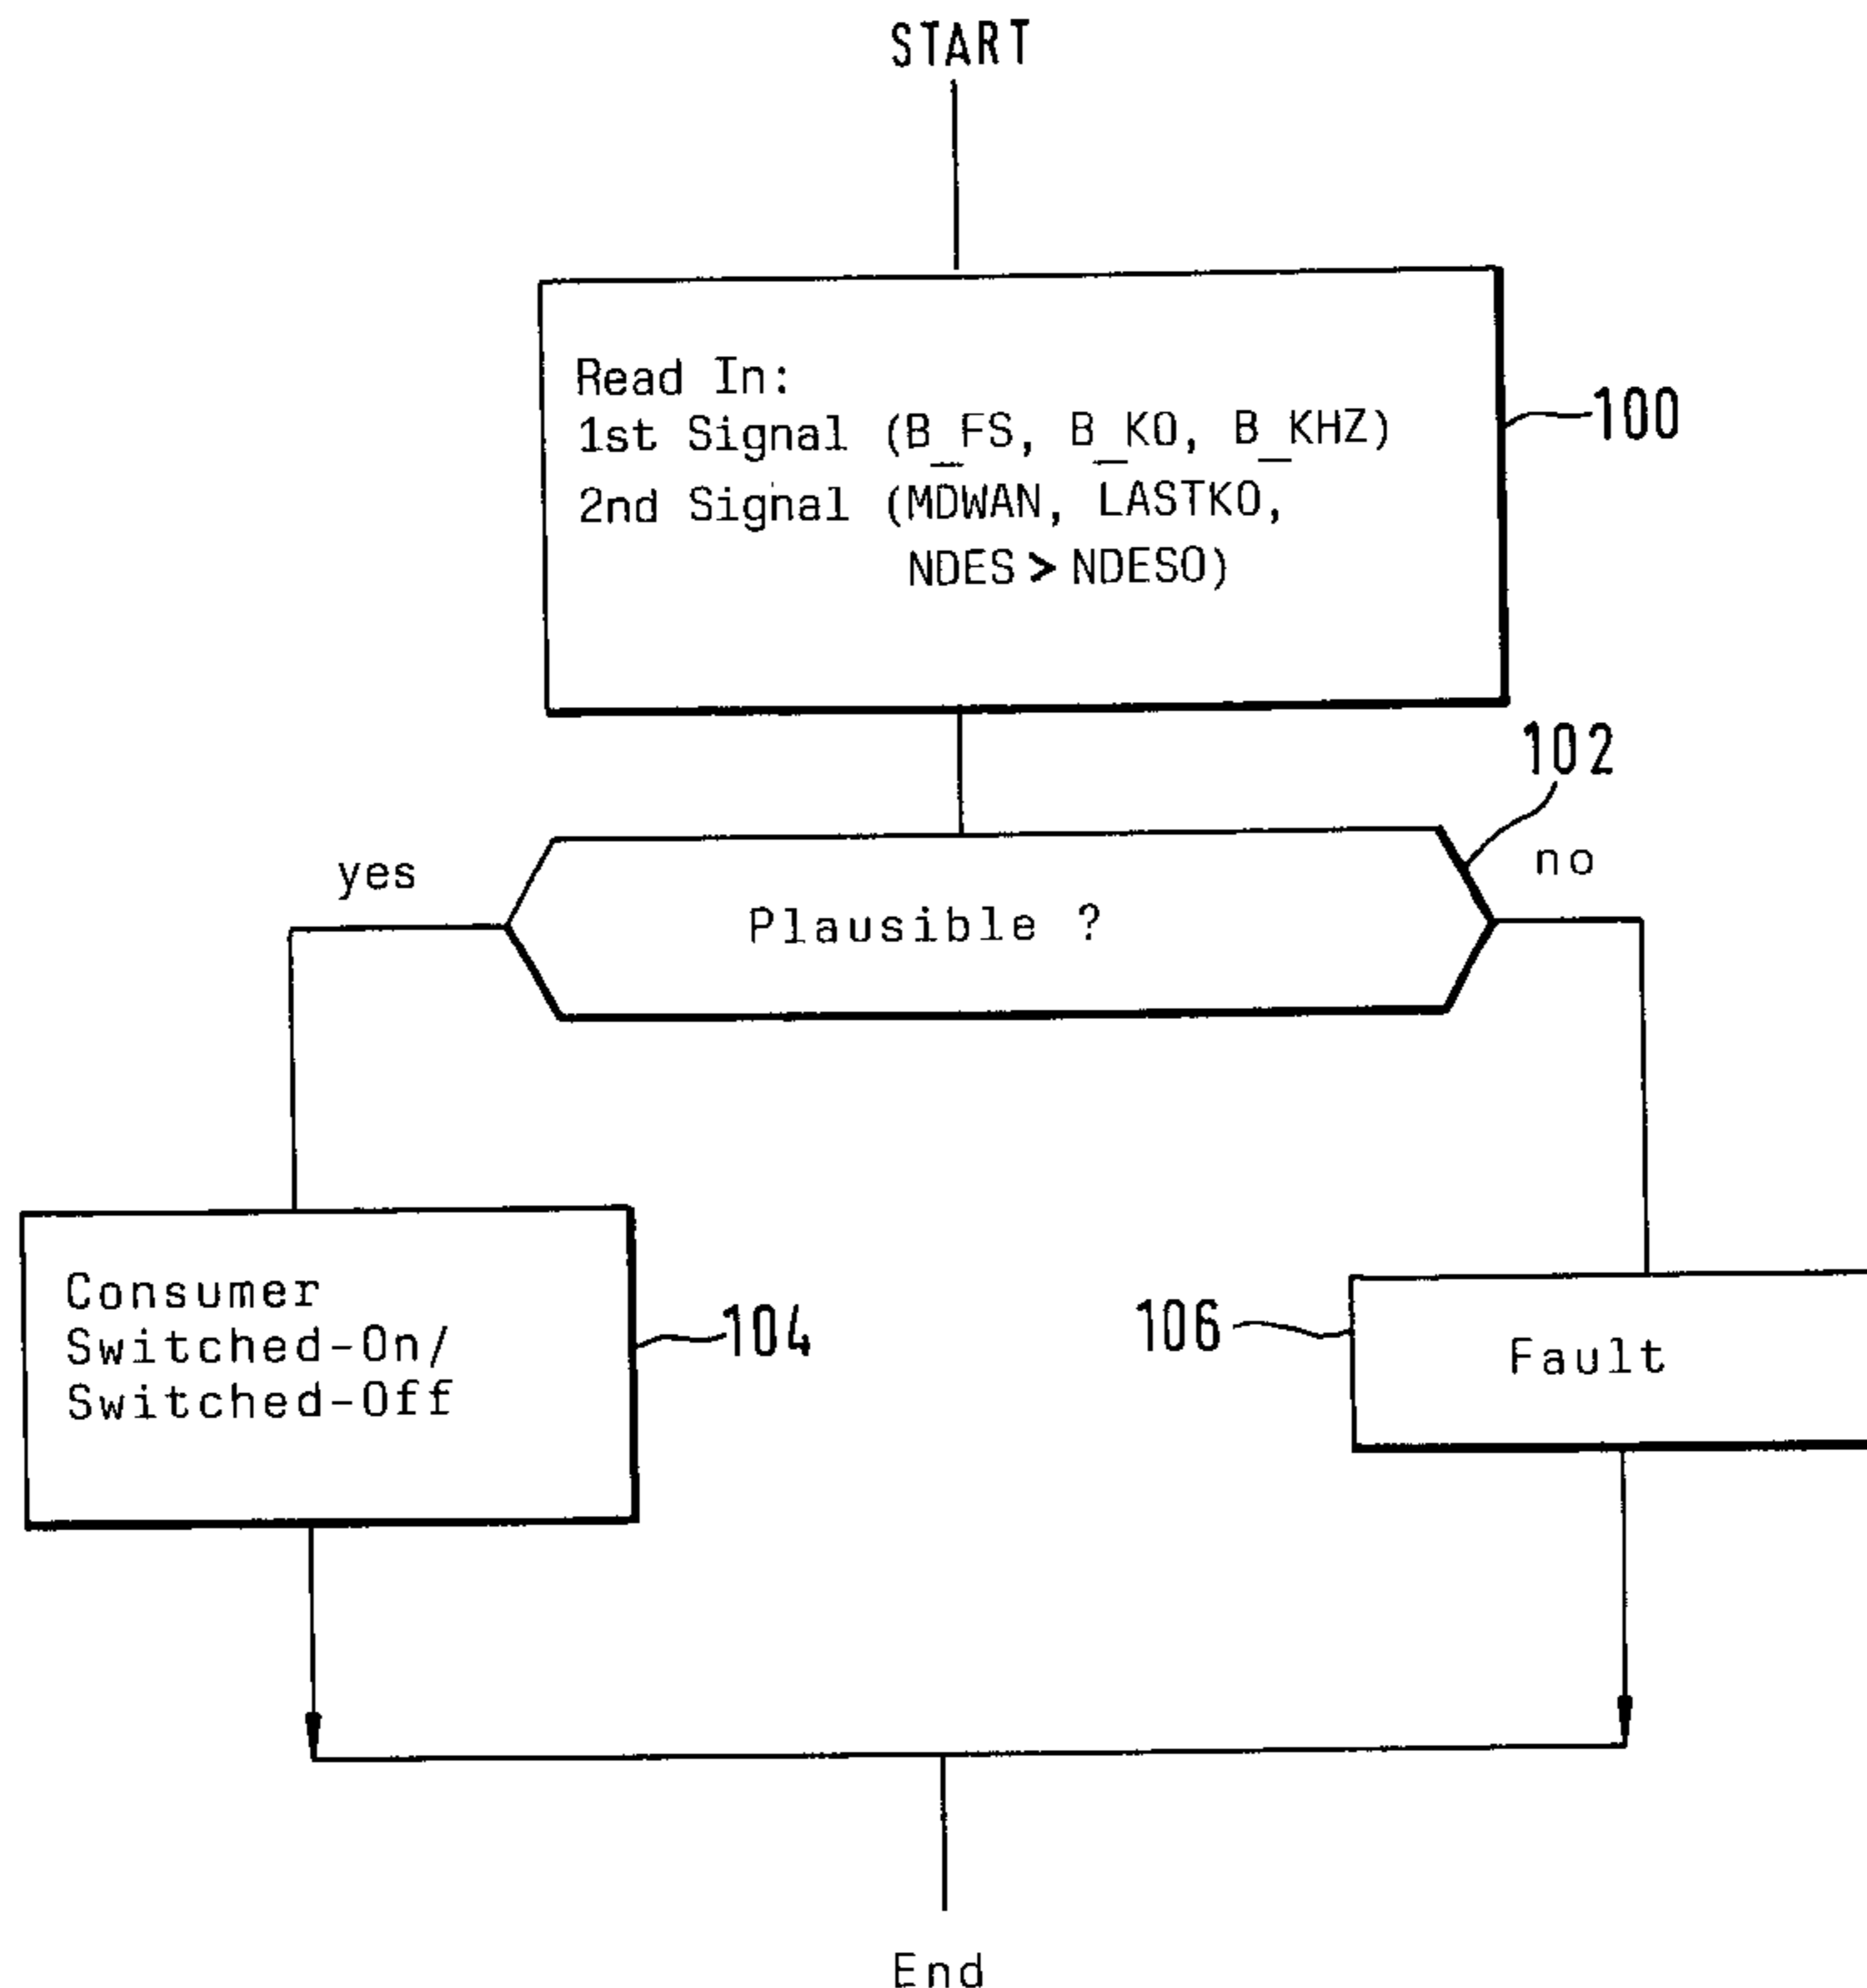 START
Read In:
1st Signal (B_FS, B_KO, B_KHZ)
2nd Signal (MDWAN, LASTKO,
NDES > NDESO)
100
102
yes
no
Plausible ?
Consumer
Switched-On/
Switched-Off
104
106
Fault
End